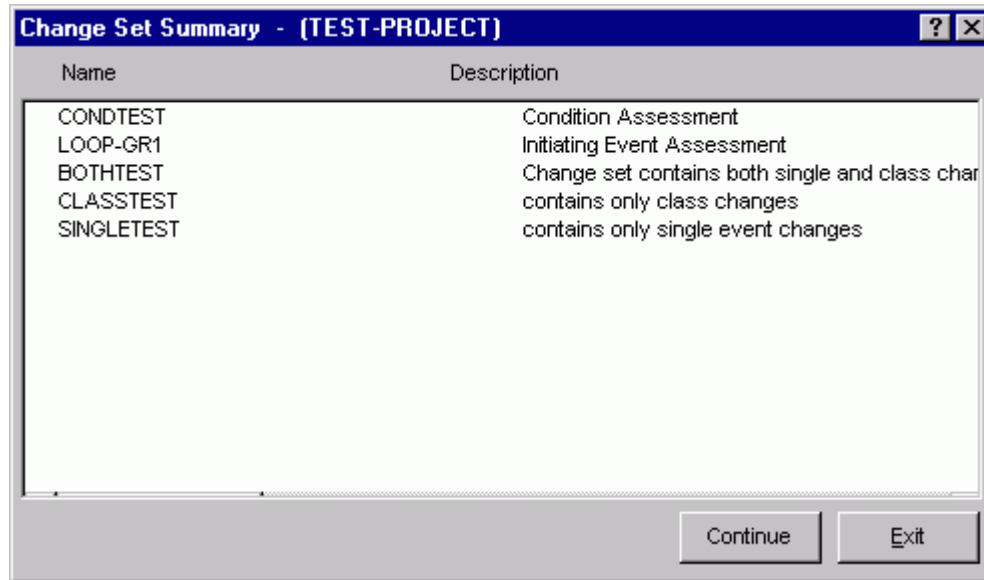 Change Set Summary - (TEST-PROJECT)
Name Description
CONDTEST Condition Assessment
LOOP-GR1 Initiating Event Assessment
BOTHTEST Change set contains both single and class char
CLASSTEST contains only class changes
SINGLETEST contains only single event changes
Continue Exit